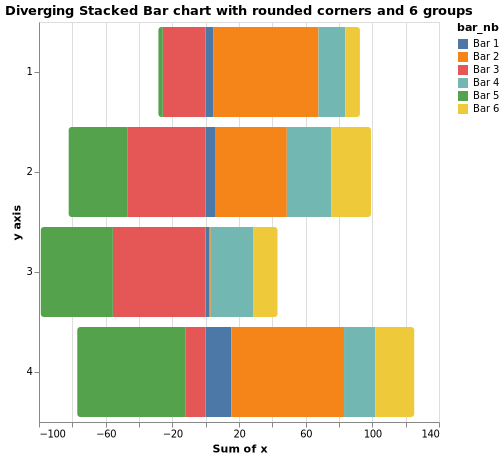 Diverging Stacked Bar chart with rounded corners and 6 groups
bar_nb
Bar 1
Bar 2
Bar 3
Bar 4
Bar 5
Bar 6
y axis
1
2
3
4
−100 −60 −20 20 60 100 140
Sum of x